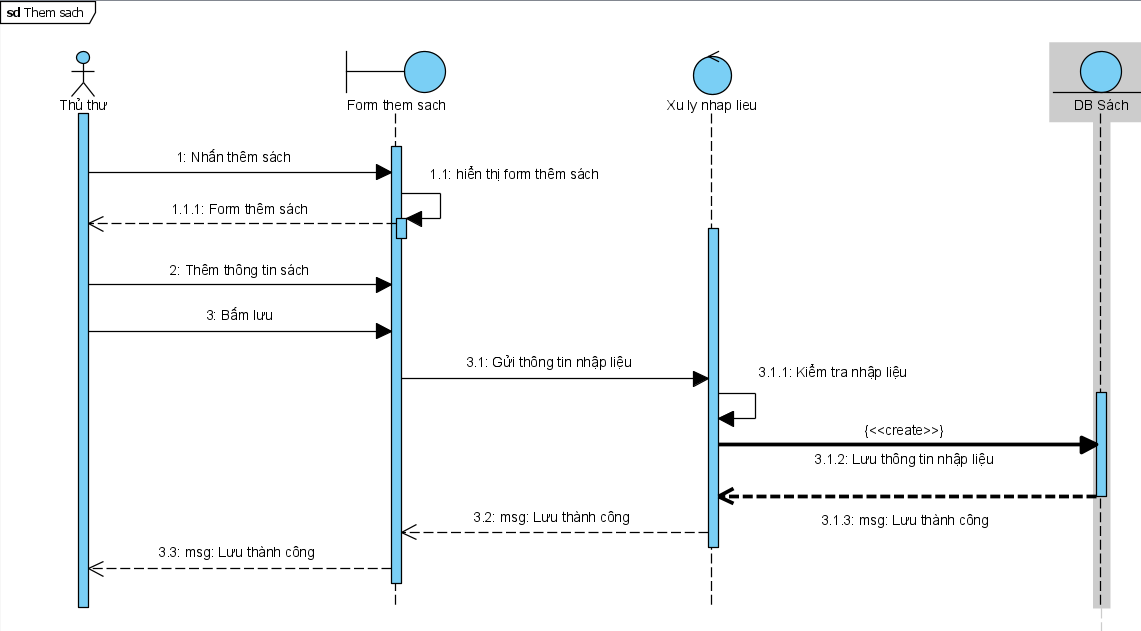 sd Them sach
Thủ thư
Form them sach
Xu ly nhap lieu
DB Sách
1: Nhấn thêm sách
1.1: hiển thị form thêm sách
1.1.1: Form thêm sách
2: Thêm thông tin sách
3: Bấm lưu
3.1: Gửi thông tin nhập liệu
3.1.1: Kiểm tra nhập liệu
{<<create>>}
3.1.2: Lưu thông tin nhập liệu
3.1.3: msg: Lưu thành công
3.2: msg: Lưu thành công
3.3: msg: Lưu thành công